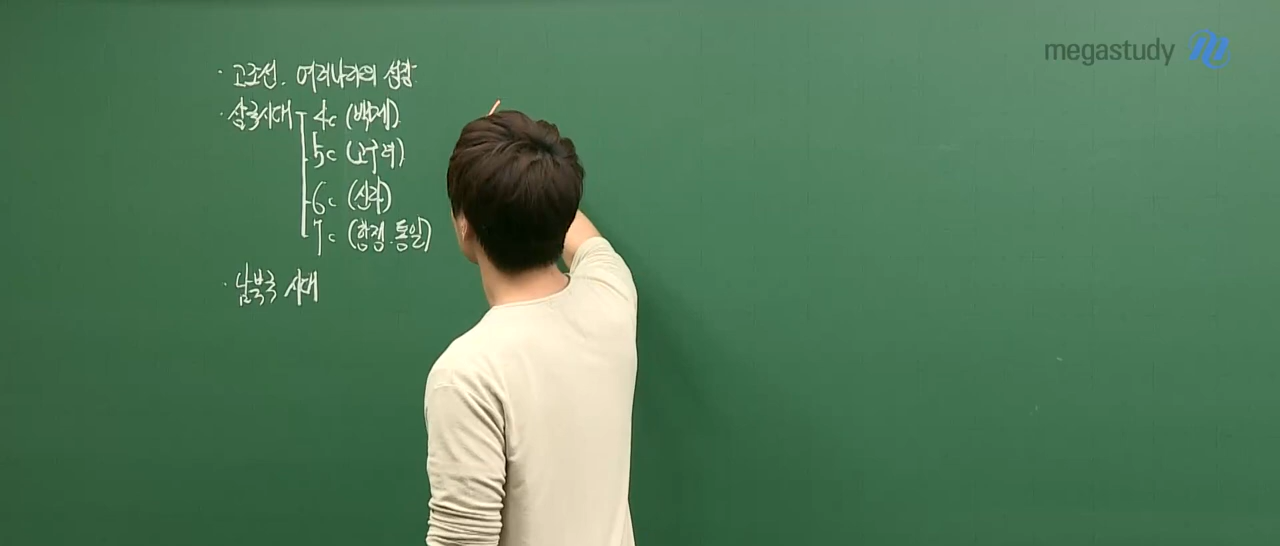 megastudy
· 고조선. 여러나라의 성장
· 삼국시대 4c (백제)
5c (고구려)
6c (신라)
7c (항쟁. 통일)
· 남북국 시대